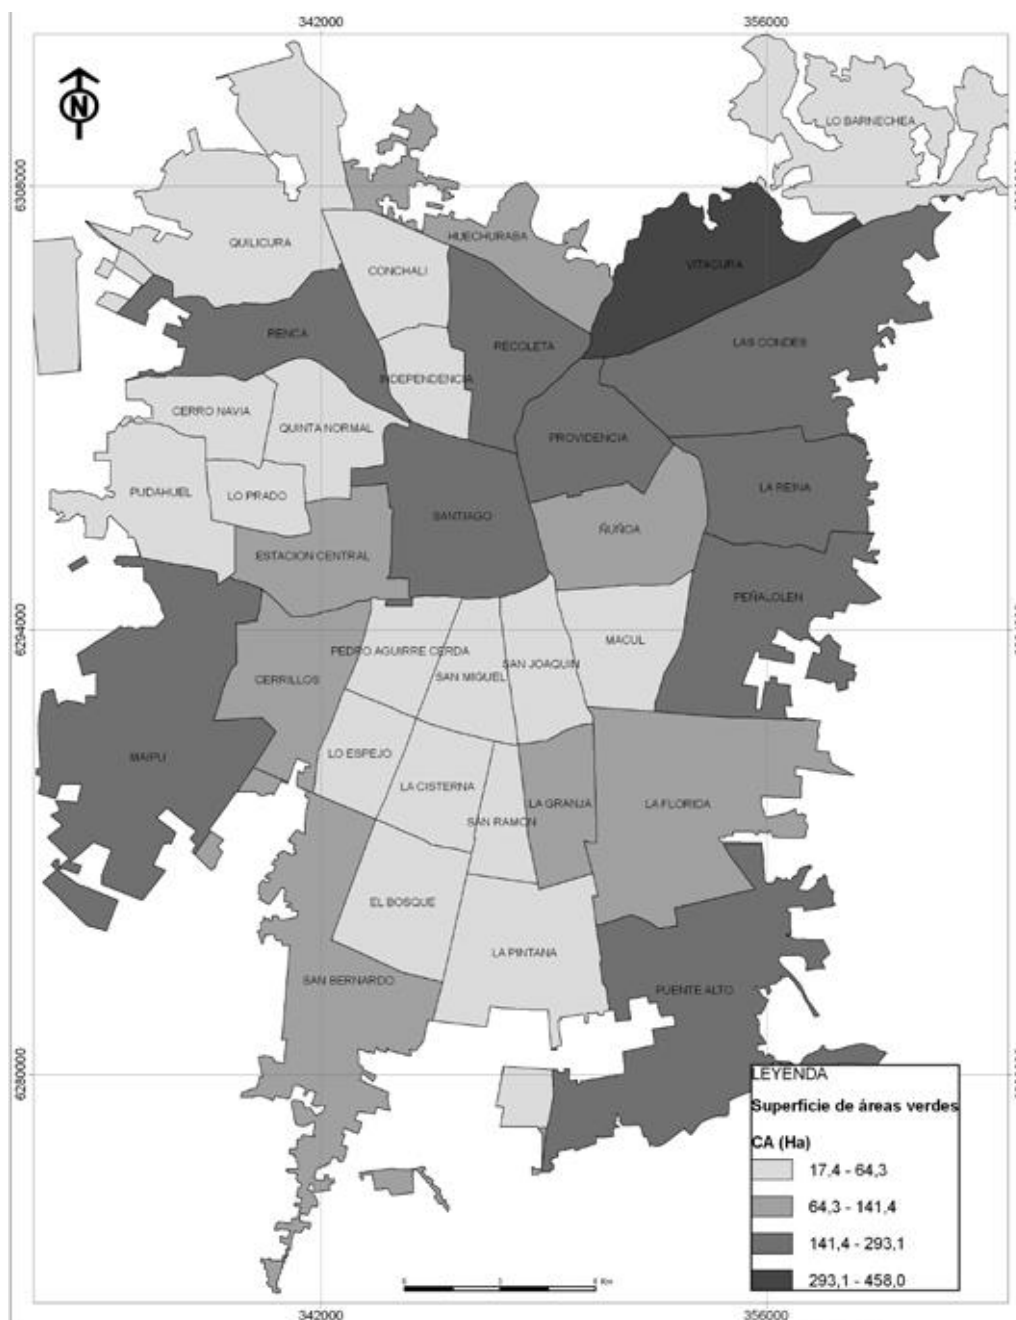 342000
356000
N
LO BARNECHEA
6308000
HUECHURABA
QUILICURA
CONCHALI
VITACURA
RENCA
RECOLETA
LAS CONDES
INDEPENDENCIA
CERRO NAVIA
QUINTA NORMAL
PROVIDENCIA
PUDAHUEL
LO PRADO
LA REINA
SANTIAGO
ÑUÑOA
ESTACION CENTRAL
PEÑALOLEN
6294000
MACUL
PEDRO AGUIRRE CERDA
SAN JOAQUIN
CERRILLOS
SAN MIGUEL
MAIPU
LO ESPEJO
LA CISTERNA
LA GRANJA
LA FLORIDA
SAN RAMON
EL BOSQUE
LA PINTANA
SAN BERNARDO
PUENTE ALTO
6280000
LEYENDA
Superficie de áreas verdes
CA (Ha)
17,4 - 64,3
64,3 - 141,4
141,4 - 293,1
293,1 - 458,0
Km
342000
356000